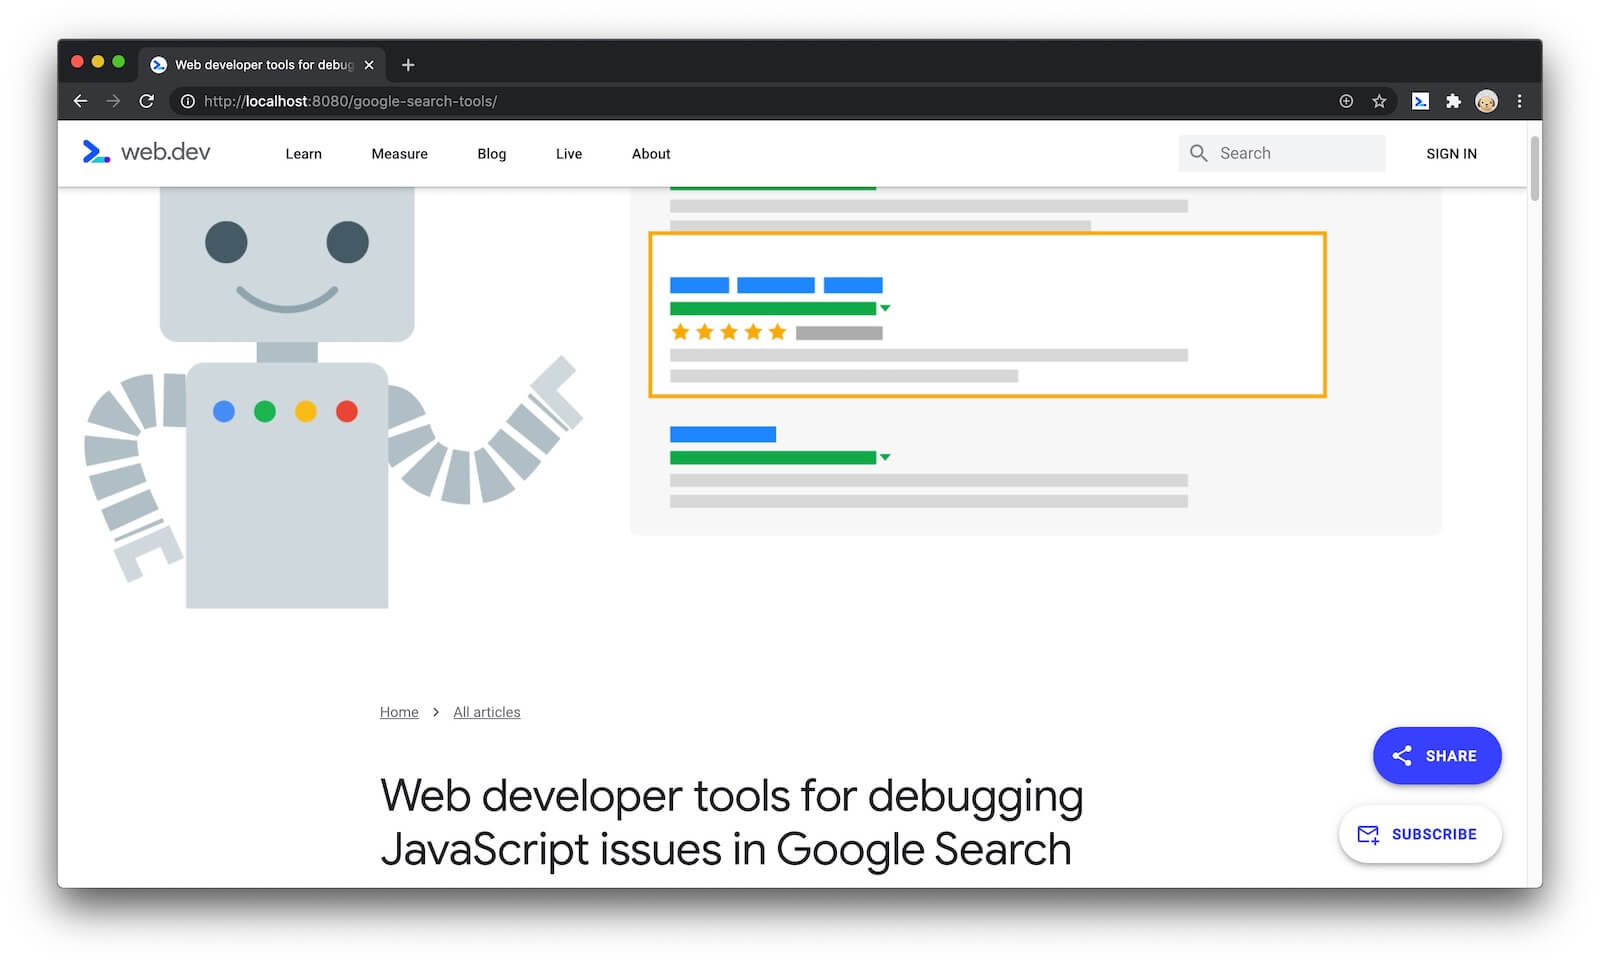 Web developer tools for debug
http://localhost:8080/google-search-tools/
web.dev
Learn
Measure
Blog
Live
About
Search
SIGN IN
Home
All articles
SHARE
Web developer tools for debugging
JavaScript issues in Google Search
SUBSCRIBE